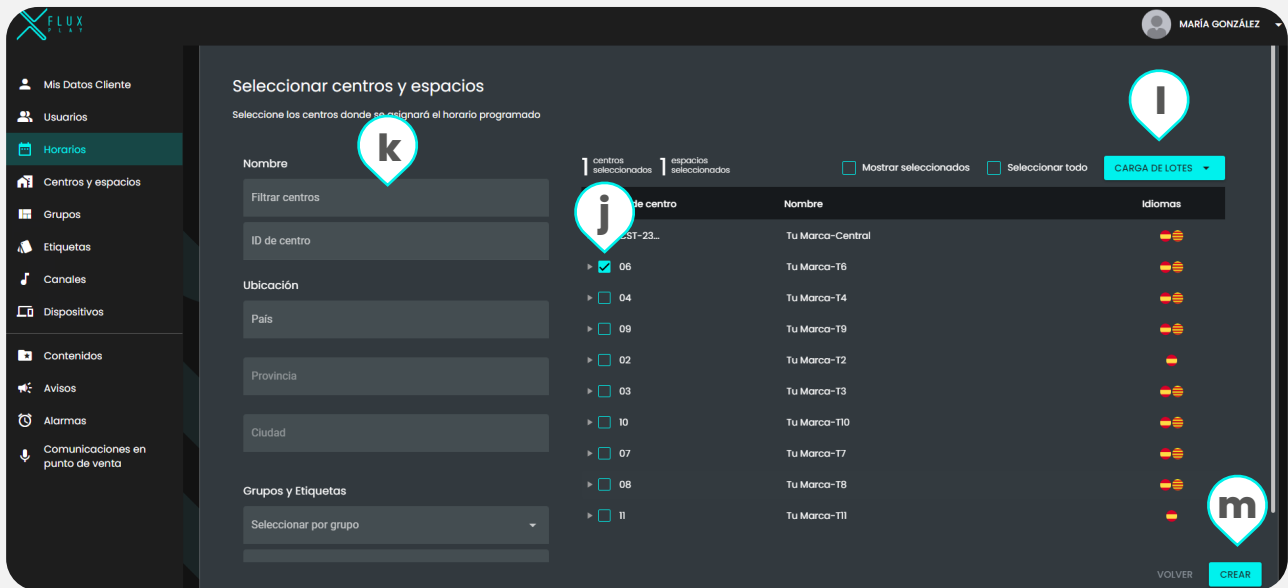 FLUX
PLAY
MARÍA GONZÁLEZ
Mis Datos Cliente
Usuarios
Horarios
Centros y espacios
Grupos
Etiquetas
Canales
Dispositivos
Contenidos
Avisos
Alarmas
Comunicaciones en
punto de venta
Seleccionar centros y espacios
Seleccione los centros donde se asignará el horario programado
k
l
Nombre
Filtrar centros
ID de centro
Ubicación
País
Provincia
Ciudad
Grupos y Etiquetas
Seleccionar por grupo
1 centros seleccionados 1 espacios seleccionados
Mostrar seleccionados
Seleccionar todo
CARGA DE LOTES
j
de centro Nombre Idiomas
CST-23... Tu Marca-Central
06 Tu Marca-T6
04 Tu Marca-T4
09 Tu Marca-T9
02 Tu Marca-T2
03 Tu Marca-T3
10 Tu Marca-T10
07 Tu Marca-T7
08 Tu Marca-T8
11 Tu Marca-T11
m
VOLVER
CREAR